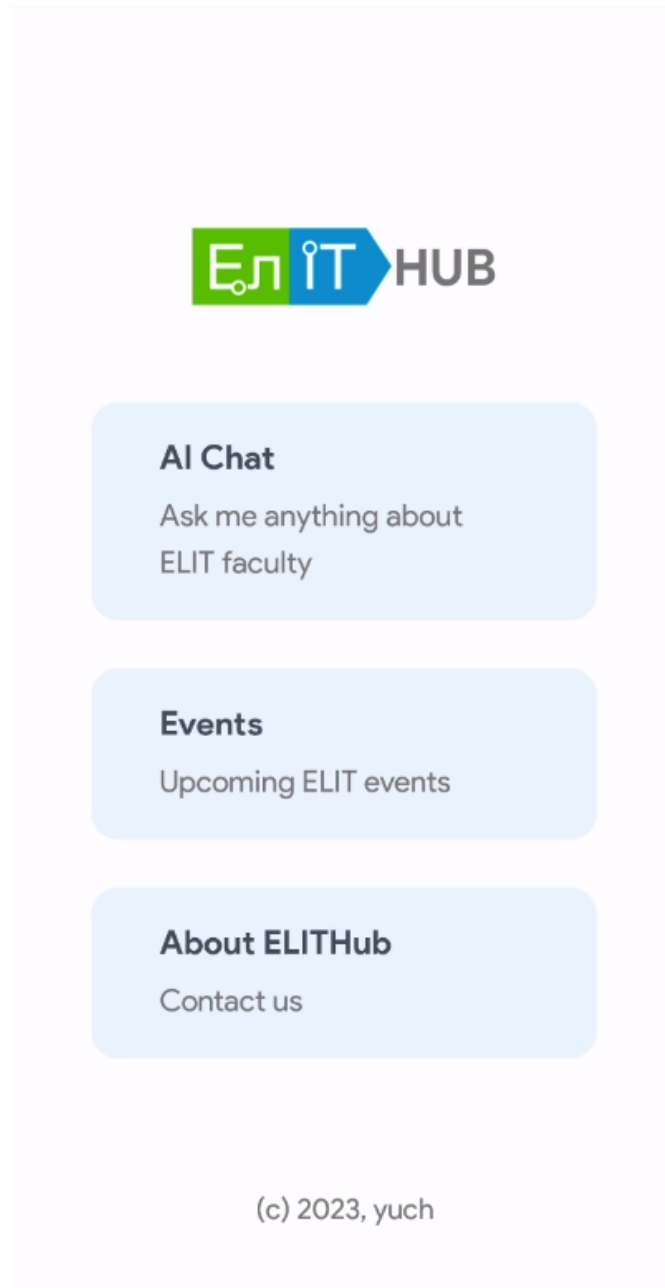 ЕліТ HUB
AI Chat
Ask me anything about
ELIT faculty
Events
Upcoming ELIT events
About ELITHub
Contact us
(c) 2023, yuch